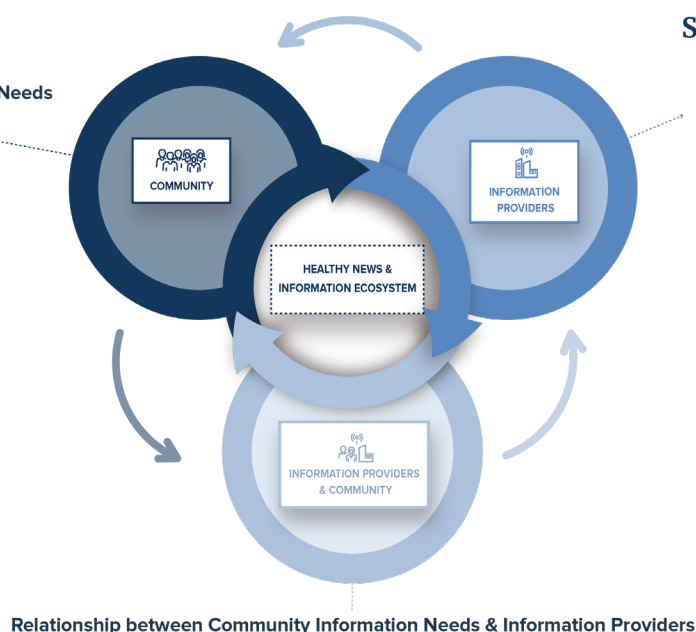 S
Needs
COMMUNITY
INFORMATION
PROVIDERS
HEALTHY NEWS &
INFORMATION ECOSYSTEM
INFORMATION PROVIDERS
& COMMUNITY
Relationship between Community Information Needs & Information Providers